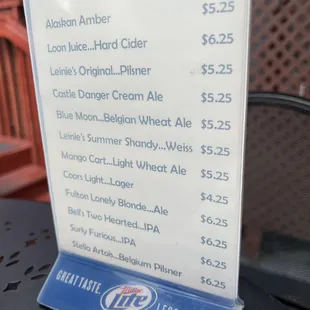 Alaskan Amber $5.25
Loon Juice...Hard Cider $6.25
Leinie's Original...Pilsner $5.25
Castle Danger Cream Ale $5.25
Blue Moon...Belgian Wheat Ale $5.25
Leinie's Summer Shandy...Weiss $5.25
Mango Cart...Light Wheat Ale $5.25
Coors Light...Lager $4.25
Fulton Lonely Blonde...Ale $6.25
Bell's Two Hearted...IPA $6.25
Surly Furious...IPA $6.25
Stella Artois...Belgium Pilsner $6.25
GREAT TASTE.
Miller
Lite